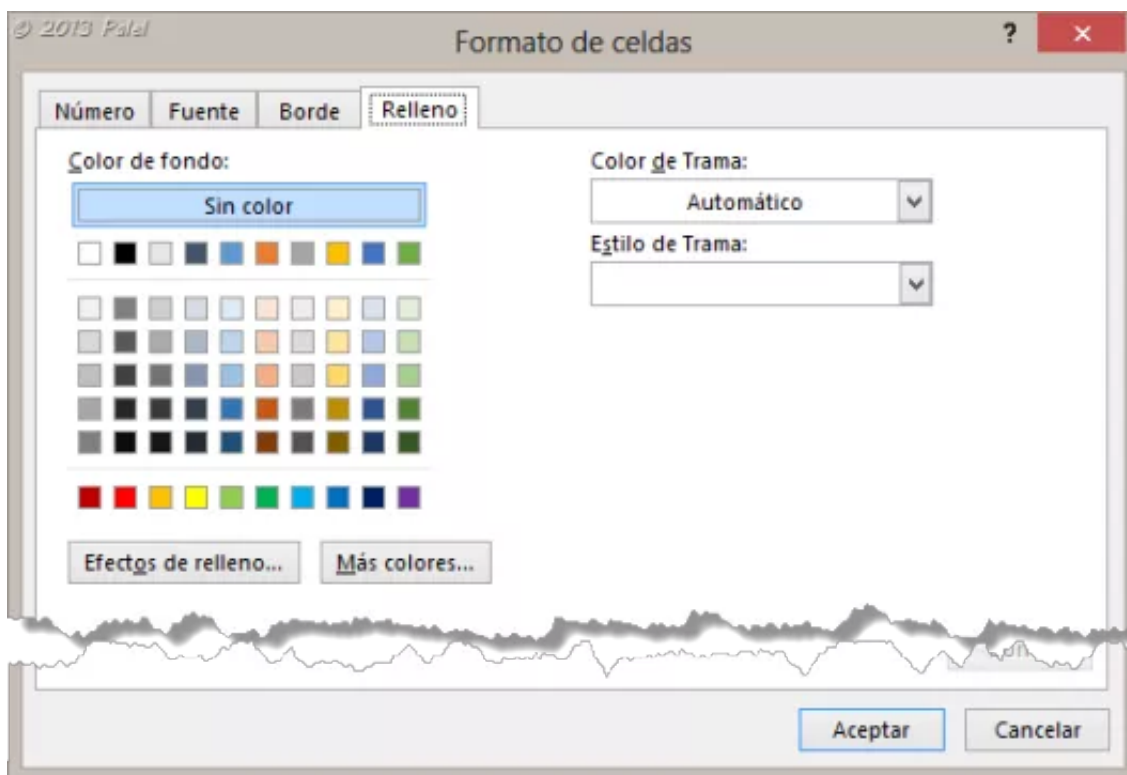 © 2013 Palel
Formato de celdas
?
Número Fuente Borde Relleno
Color de fondo:
Sin color
Color de Trama:
Automático
Estilo de Trama:
Efectos de relleno... Más colores...
Aceptar Cancelar